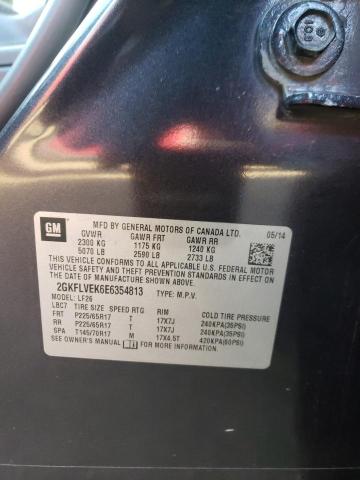 GM
MFD BY GENERAL MOTORS OF CANADA LTD.
05/14
GVWR GAWR FRT GAWR RR
2300 KG 1175 KG 1240 KG
5070 LB 2590 LB 2733 LB
THIS VEHICLE CONFORMS TO ALL APPLICABLE U.S. FEDERAL MOTOR
VEHICLE SAFETY, BUMPER, AND THEFT PREVENTION
STANDARDS IN EFFECT ON THE DATE OF MANUFACTURE
SHOWN ABOVE.
2GKFLVEK6E6354813 TYPE: M.P.V.
MODEL: LF26
LBC7 TIRE SIZE SPEED RTG RIM COLD TIRE PRESSURE
FRT P225/65R17 T 17X7J 240KPA(35PSI)
RR P225/65R17 T 17X7J 240KPA(35PSI)
SPA T145/70R17 M 17X4.5T 420KPA(60PSI)
SEE OWNER'S MANUAL FOR MORE INFORMATION.